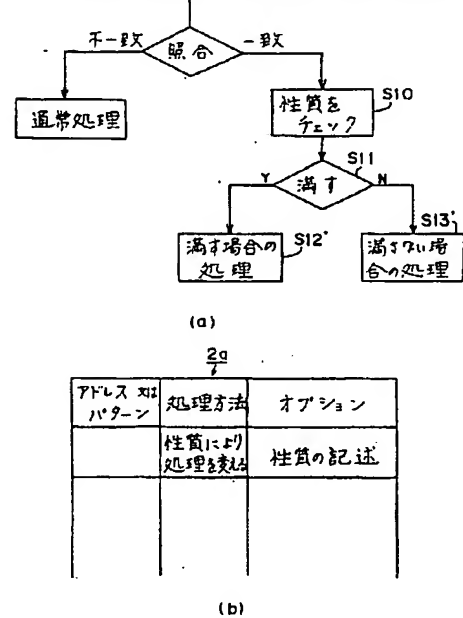 不一致
照合
一致
通常処理
性質を
チェック
S10
満す
S11
Y
N
満す場合の
処理
S12'
満さない場
合の処理
S13'
(a)
2a
アドレス 又は
パターン
処理方法
オプション
性質により
処理を変える
性質の記述
(b)